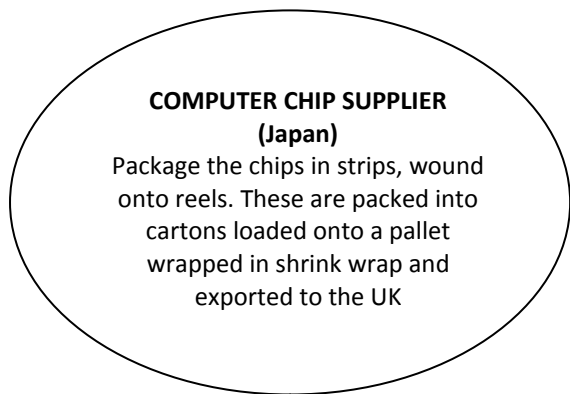 COMPUTER CHIP SUPPLIER
(Japan)
Package the chips in strips, wound
onto reels. These are packed into
cartons loaded onto a pallet
wrapped in shrink wrap and
exported to the UK